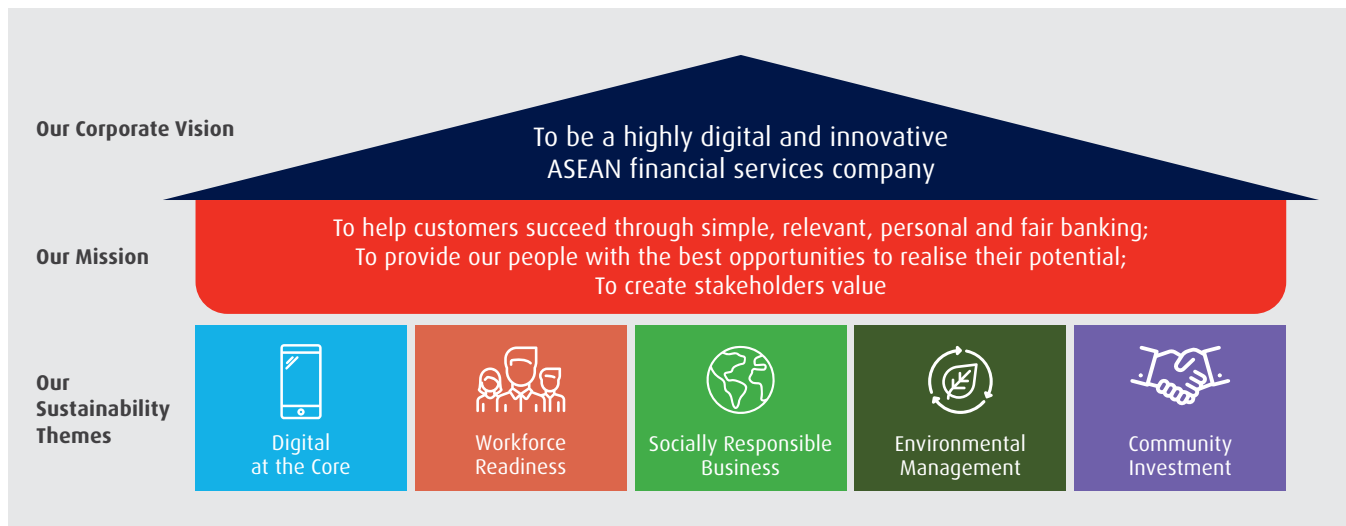 Our Corporate Vision
To be a highly digital and innovative
ASEAN financial services company
Our Mission
To help customers succeed through simple, relevant, personal and fair banking;
To provide our people with the best opportunities to realise their potential;
To create stakeholders value
Our
Sustainability
Themes
Digital
at the Core
Workforce
Readiness
Socially Responsible
Business
Environmental
Management
Community
Investment